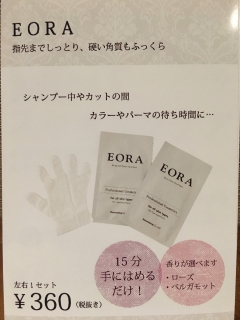 EORA
指先までしっとり、硬い角質もふっくら
シャンプー中やカットの間
カラーやパーマの待ち時間に…
EORA
EORA
15分
手にはめる
だけ！
香りが選べます
・ローズ
・ベルガモット
左右1セット
¥360(税抜き)